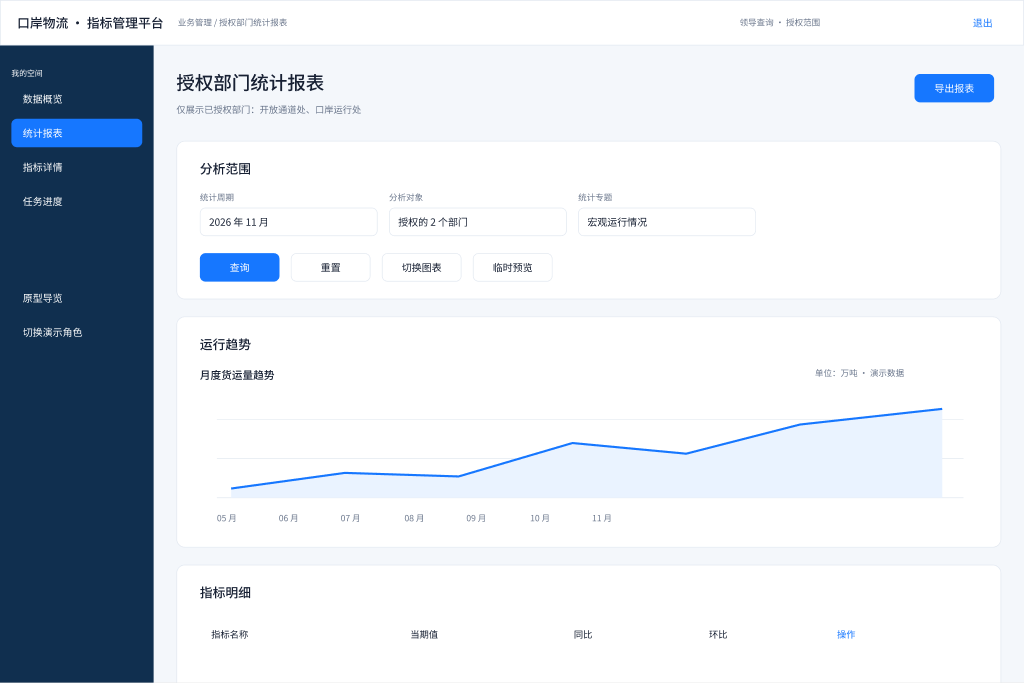 口岸物流 • 指标管理平台
业务管理 / 授权部门统计报表
领导查询 • 授权范围
退出
我的空间
数据概览
统计报表
指标详情
任务进度
原型导览
切换演示角色
授权部门统计报表
仅展示已授权部门：开放通道处、口岸运行处
导出报表
分析范围
统计周期
分析对象
统计专题
2026 年 11 月
授权的 2 个部门
宏观运行情况
查询
重置
切换图表
临时预览
运行趋势
月度货运量趋势
单位：万吨 • 演示数据
05 月
06 月
07 月
08 月
09 月
10 月
11 月
指标明细
指标名称
当期值
同比
环比
操作